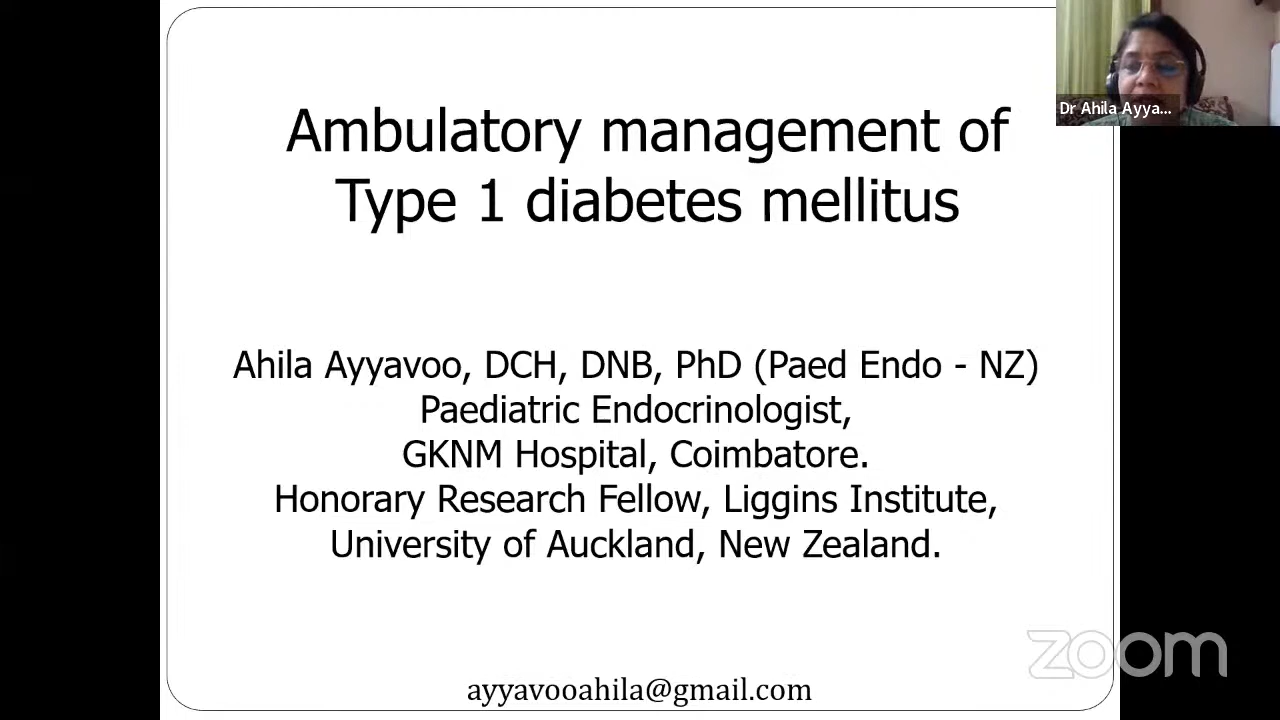 Ambulatory management of
Type 1 diabetes mellitus
Dr Ahila Ayya...
Ahila Ayyavoo, DCH, DNB, PhD (Paed Endo - NZ)
Paediatric Endocrinologist,
GKNM Hospital, Coimbatore.
Honorary Research Fellow, Liggins Institute,
University of Auckland, New Zealand.
zoom
ayyavooahila@gmail.com